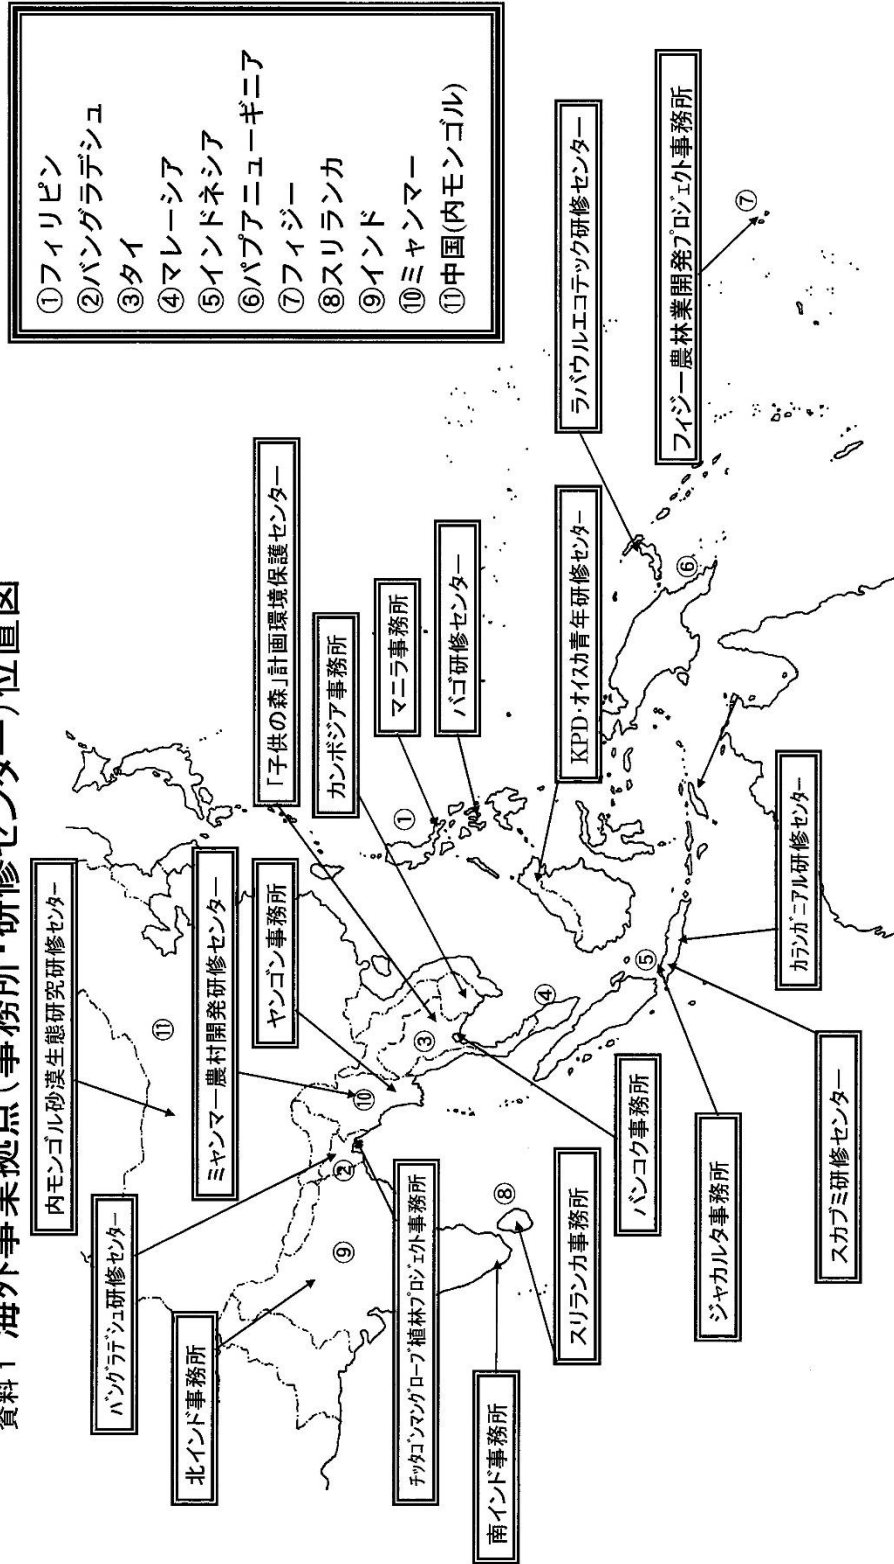 資料1 海外事業拠点(事務所・研修センター)位置図
①フィリピン
②バングラデシュ
③タイ
④マレーシア
⑤インドネシア
⑥パプアニューギニア
⑦フィジー
⑧スリランカ
⑨インド
⑩ミャンマー
⑪中国(内モンゴル)
内モンゴル砂漠生態研究研修センター
バングラデシュ研修センター
ミャンマー農村開発研修センター
北インド事務所
ヤンゴン事務所
「子供の森」計画環境保護センター
カンボジア事務所
マニラ事務所
バゴ研修センター
チッタゴンマングローブ植林プロジェクト事務所
南インド事務所
スリランカ事務所
バンコク事務所
KPD・オイスカ青年研修センター
ラバウルエコテック研修センター
フィジー農林業開発プロジェクト事務所
ジャカルタ事務所
スカブミ研修センター
カランガニアル研修センター
①
②
③
④
⑤
⑥
⑦
⑧
⑨
⑩
⑪